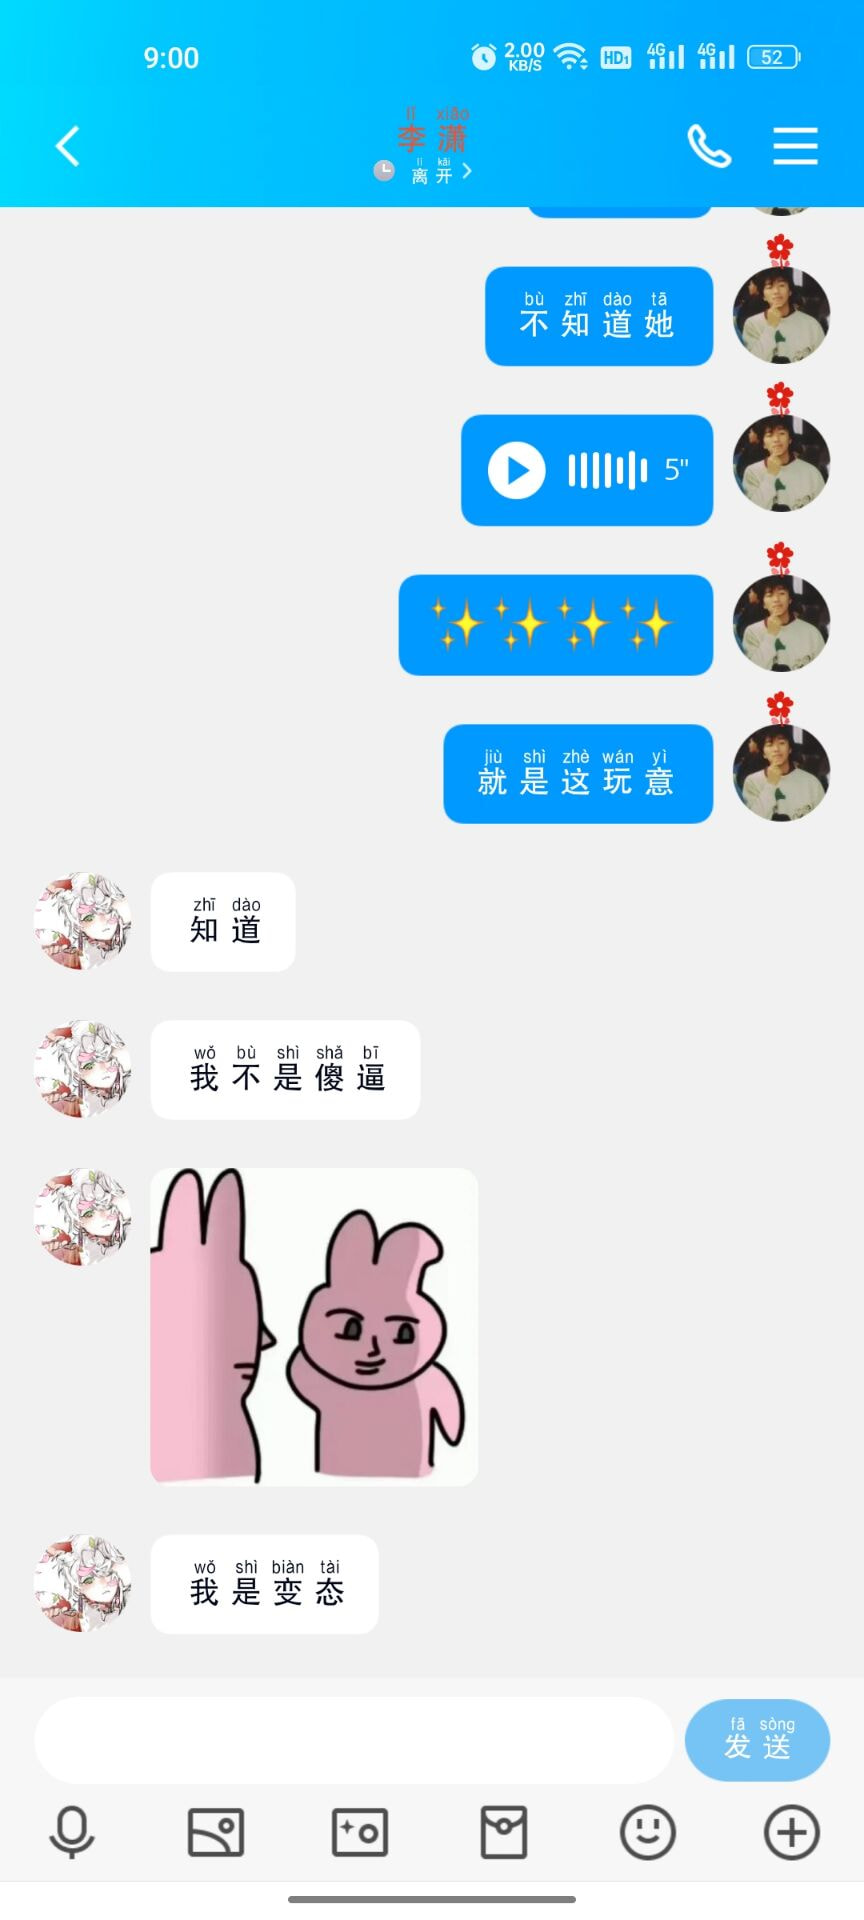 9:00 2.00 KB/S HD1 4G 4G 52
lǐ xiāo
李潇
lí kāi
离开
bù zhī dào tā
不知道她
5"
jiù shì zhè wán yì
就是这玩意
zhī dào
知道
wǒ bù shì shǎ bī
我不是傻逼
wǒ shì biàn tài
我是变态
fā sòng
发送